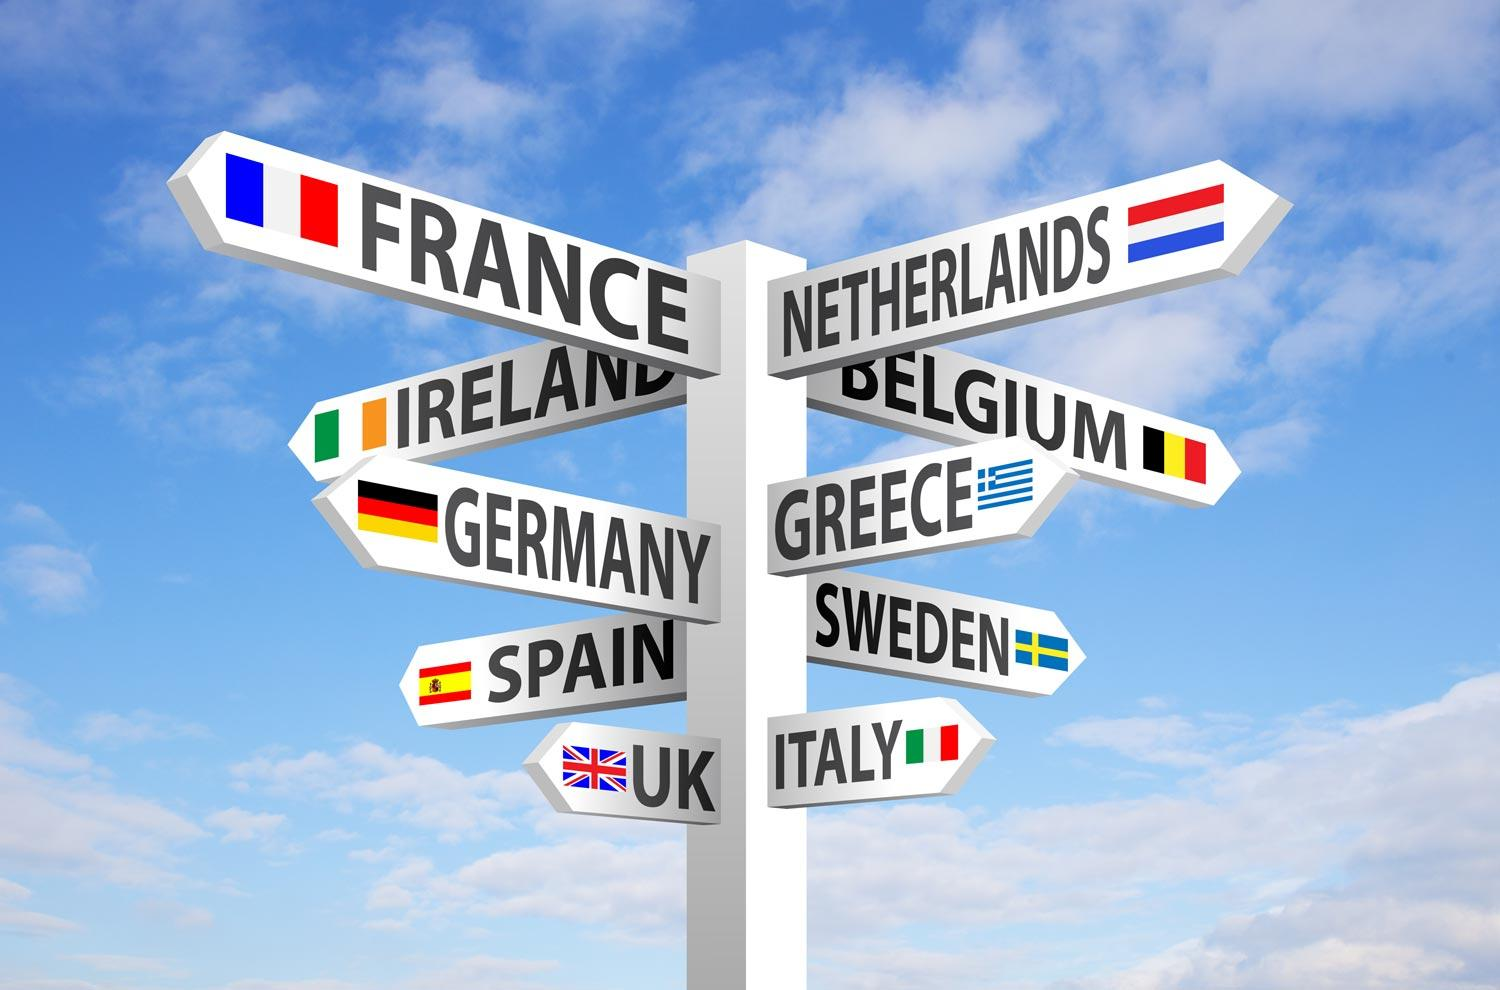 FRANCE
NETHERLANDS
IRELAND
BELGIUM
GERMANY
GREECE
SPAIN
SWEDEN
UK
ITALY